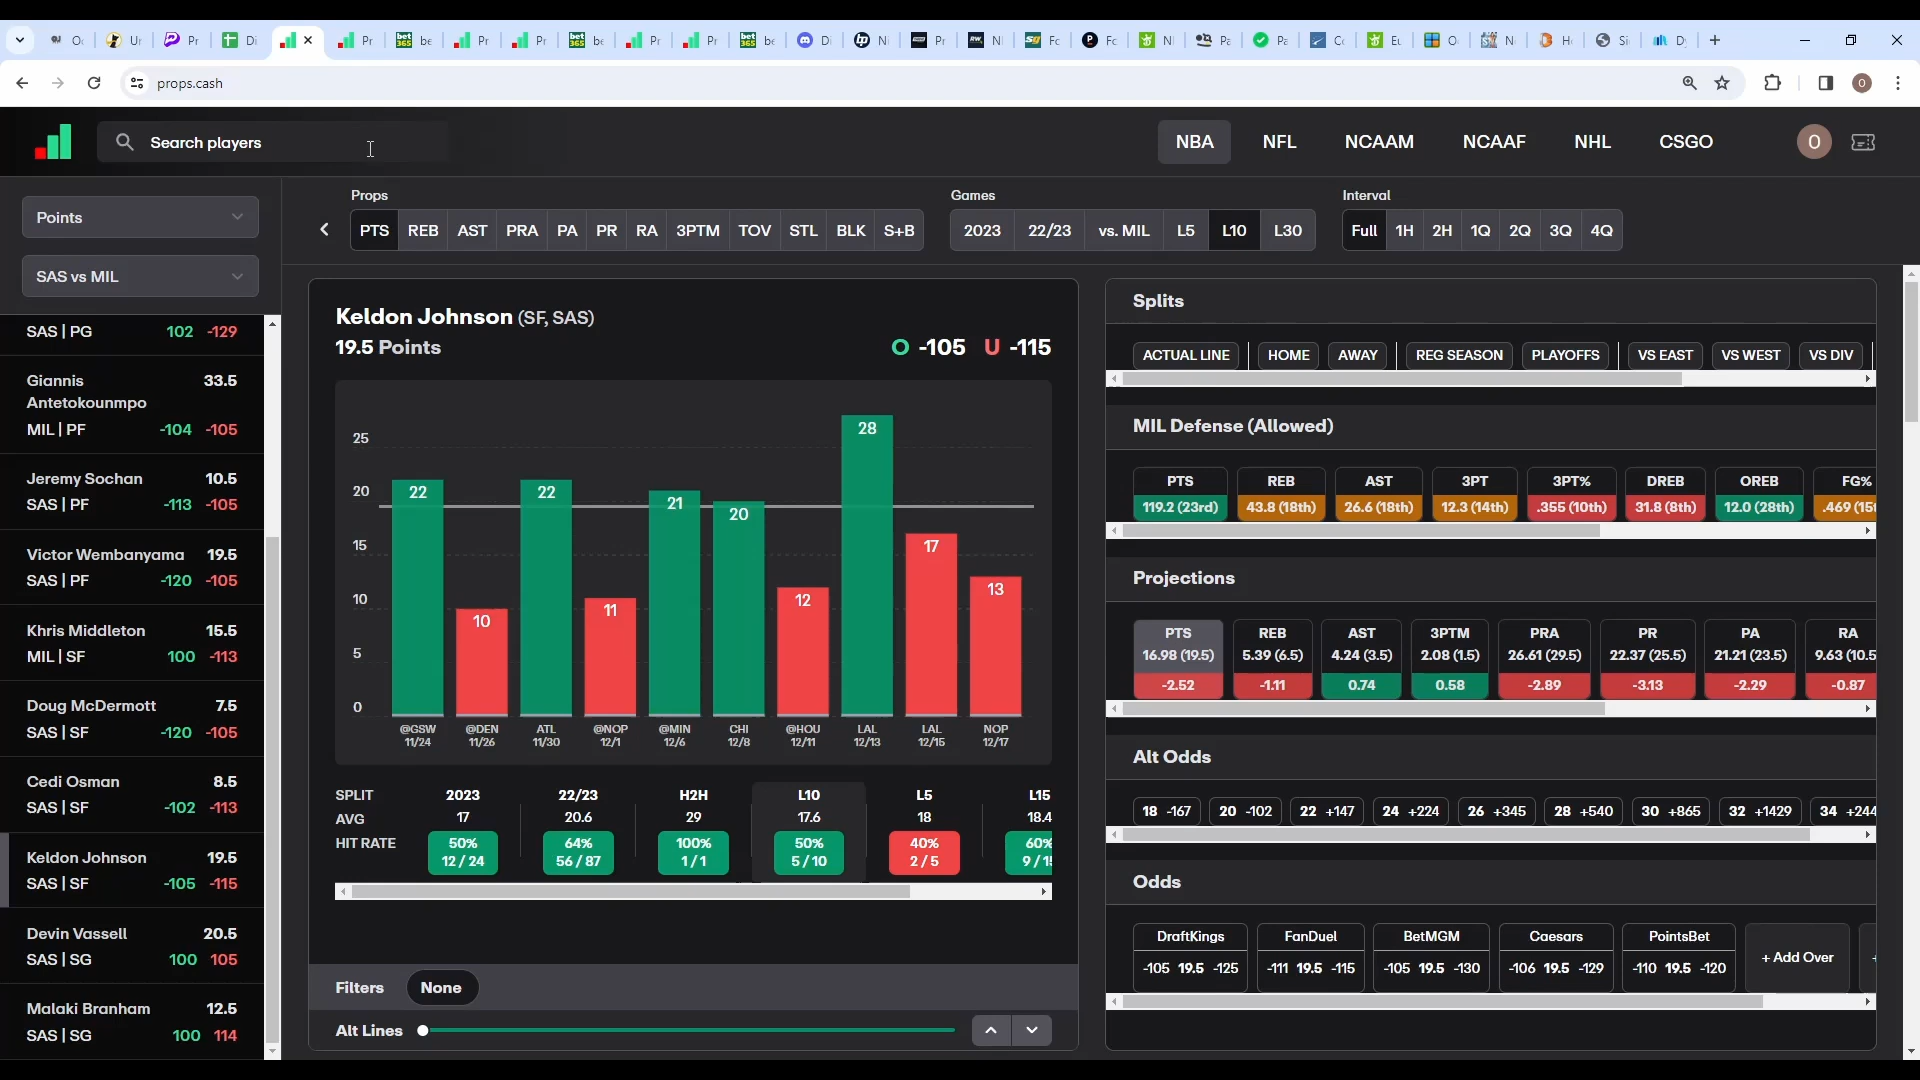 props.cash
Search players
NBA
NFL
NCAAM
NCAAF
NHL
CSGO
O
Points
SAS vs MIL
Props
PTS REB AST PRA PA PR RA 3PTM TOV STL BLK S+B
Games
2023 22/23 vs. MIL L5 L10 L30
Interval
Full 1H 2H 1Q 2Q 3Q 4Q
SAS | PG 102 -129
Giannis Antetokounmpo 33.5
MIL | PF -104 -105
Jeremy Sochan 10.5
SAS | PF -113 -105
Victor Wembanyama 19.5
SAS | PF -120 -105
Khris Middleton 15.5
MIL | SF 100 -113
Doug McDermott 7.5
SAS | SF -120 -105
Cedi Osman 8.5
SAS | SF -102 -113
Keldon Johnson 19.5
SAS | SF -105 -115
Devin Vassell 20.5
SAS | SG 100 105
Malaki Branham 12.5
SAS | SG 100 114
Keldon Johnson (SF, SAS)
19.5 Points
O -105 U -115
25
20
15
10
5
0
22 10 22 11 21 20 12 28 17 13
@GSW @DEN ATL @NOP @MIN CHI @HOU LAL LAL NOP
11/24 11/26 11/30 12/1 12/6 12/8 12/11 12/13 12/15 12/17
SPLIT 2023 22/23 H2H L10 L5 L15
AVG 17 20.6 29 17.6 18 18.4
HIT RATE 50% 64% 100% 50% 40% 60%
12 / 24 56 / 87 1 / 1 5 / 10 2 / 5 9 / 15
Filters None
Alt Lines
Splits
ACTUAL LINE HOME AWAY REG SEASON PLAYOFFS VS EAST VS WEST VS DIV
MIL Defense (Allowed)
PTS REB AST 3PT 3PT% DREB OREB FG%
119.2 (23rd) 43.8 (18th) 26.6 (18th) 12.3 (14th) .355 (10th) 31.8 (8th) 12.0 (28th) .469 (15t
Projections
PTS REB AST 3PTM PRA PR PA RA
16.98 (19.5) 5.39 (6.5) 4.24 (3.5) 2.08 (1.5) 26.61 (29.5) 22.37 (25.5) 21.21 (23.5) 9.63 (10.5
-2.52 -1.11 0.74 0.58 -2.89 -3.13 -2.29 -0.87
Alt Odds
18 -167 20 -102 22 +147 24 +224 26 +345 28 +540 30 +865 32 +1429 34 +244
Odds
DraftKings FanDuel BetMGM Caesars PointsBet
-105 19.5 -125 -111 19.5 -115 -105 19.5 -130 -106 19.5 -129 -110 19.5 -120
+ Add Over